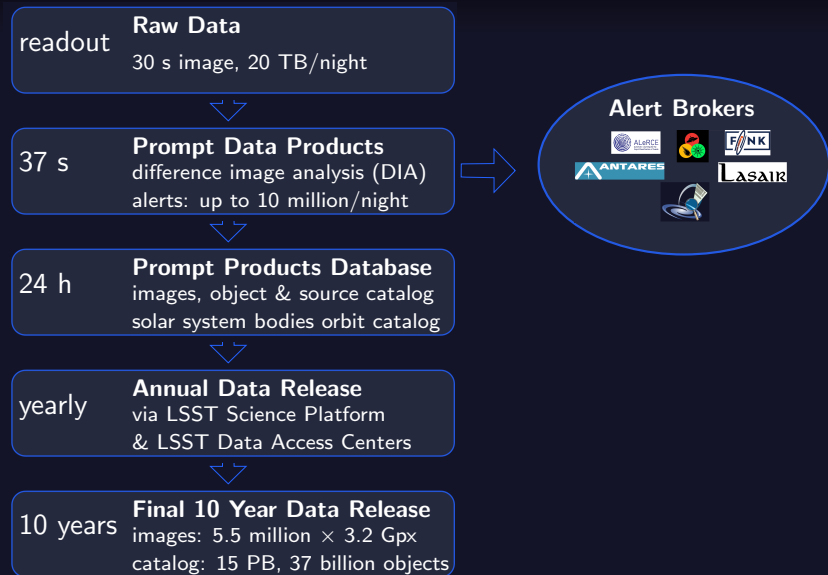 readout
Raw Data
30 s image, 20 TB/night
37 s
Prompt Data Products
difference image analysis (DIA)
alerts: up to 10 million/night
24 h
Prompt Products Database
images, object & source catalog
solar system bodies orbit catalog
yearly
Annual Data Release
via LSST Science Platform
& LSST Data Access Centers
10 years
Final 10 Year Data Release
images: 5.5 million × 3.2 Gpx
catalog: 15 PB, 37 billion objects
Alert Brokers
ALeRCE
FINK
ANTARES
LASAIR